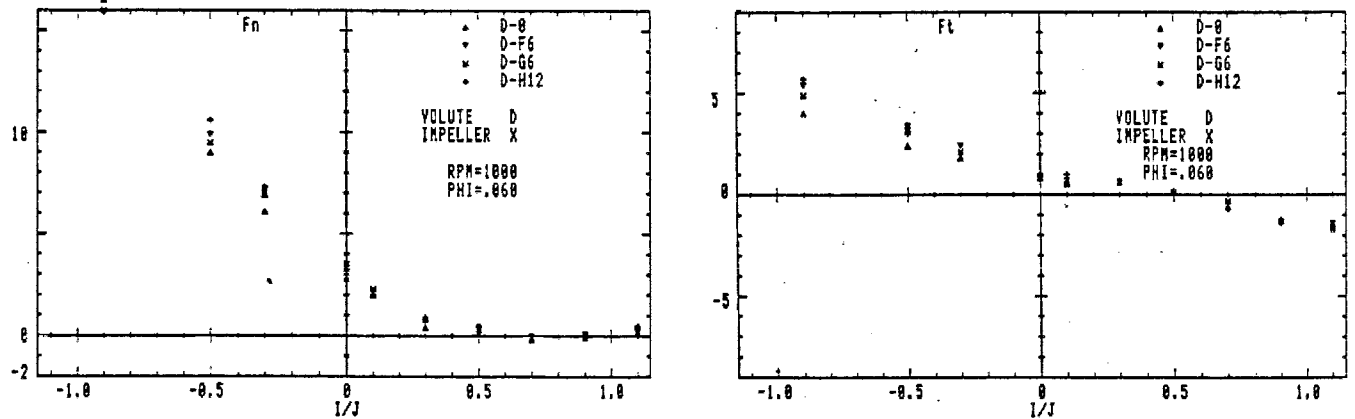 Fn
D-0
D-F6
D-G6
D-H12
VOLUTE D
IMPELLER X
RPM=1000
PHI=.060
10
0
-2
-1.0 -0.5 0 0.5 1.0
I/J
Ft
D-0
D-F6
D-G6
D-H12
VOLUTE D
IMPELLER X
RPM=1000
PHI=.060
5
0
-5
-1.0 -0.5 0 0.5 1.0
I/J